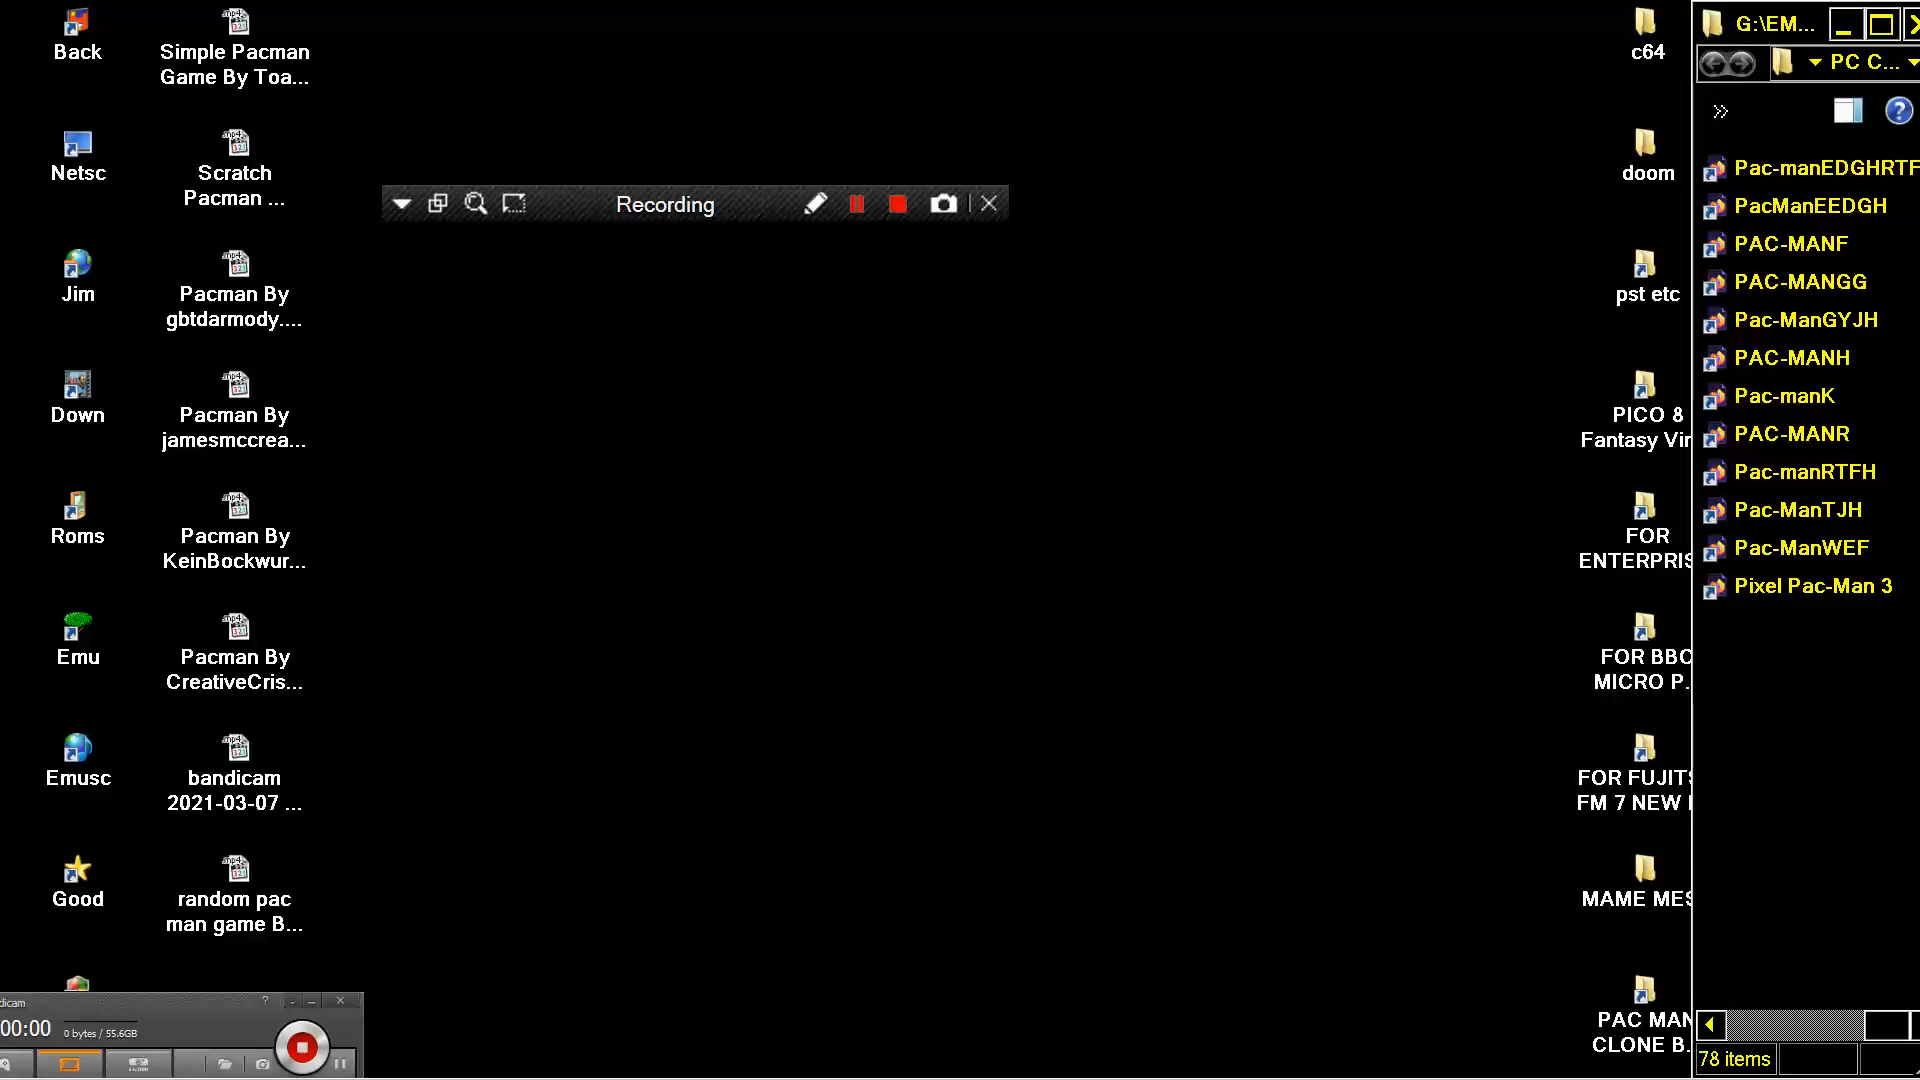 Back
Simple Pacman
Game By Toa...
Netsc
Scratch
Pacman ...
Jim
Pacman By
gbtdarmody....
Down
Pacman By
jamesmccrea...
Roms
Pacman By
KeinBockwur...
Emu
Pacman By
CreativeCris...
Emusc
bandicam
2021-03-07 ...
Good
random pac
man game B...
Recording
c64
doom
pst etc
PICO 8
Fantasy Vir
FOR
ENTERPRIS
FOR BBC
MICRO P.
FOR FUJITS
FM 7 NEW
MAME MES
PAC MAN
CLONE B.
G:\EM...
PC C...
Pac-manEDGHRTF
PacManEEDGH
PAC-MANF
PAC-MANGG
Pac-ManGYJH
PAC-MANH
Pac-manK
PAC-MANR
Pac-manRTFH
Pac-ManTJH
Pac-ManWEF
Pixel Pac-Man 3
78 items
dicam
00:00
0 bytes / 55.6GB